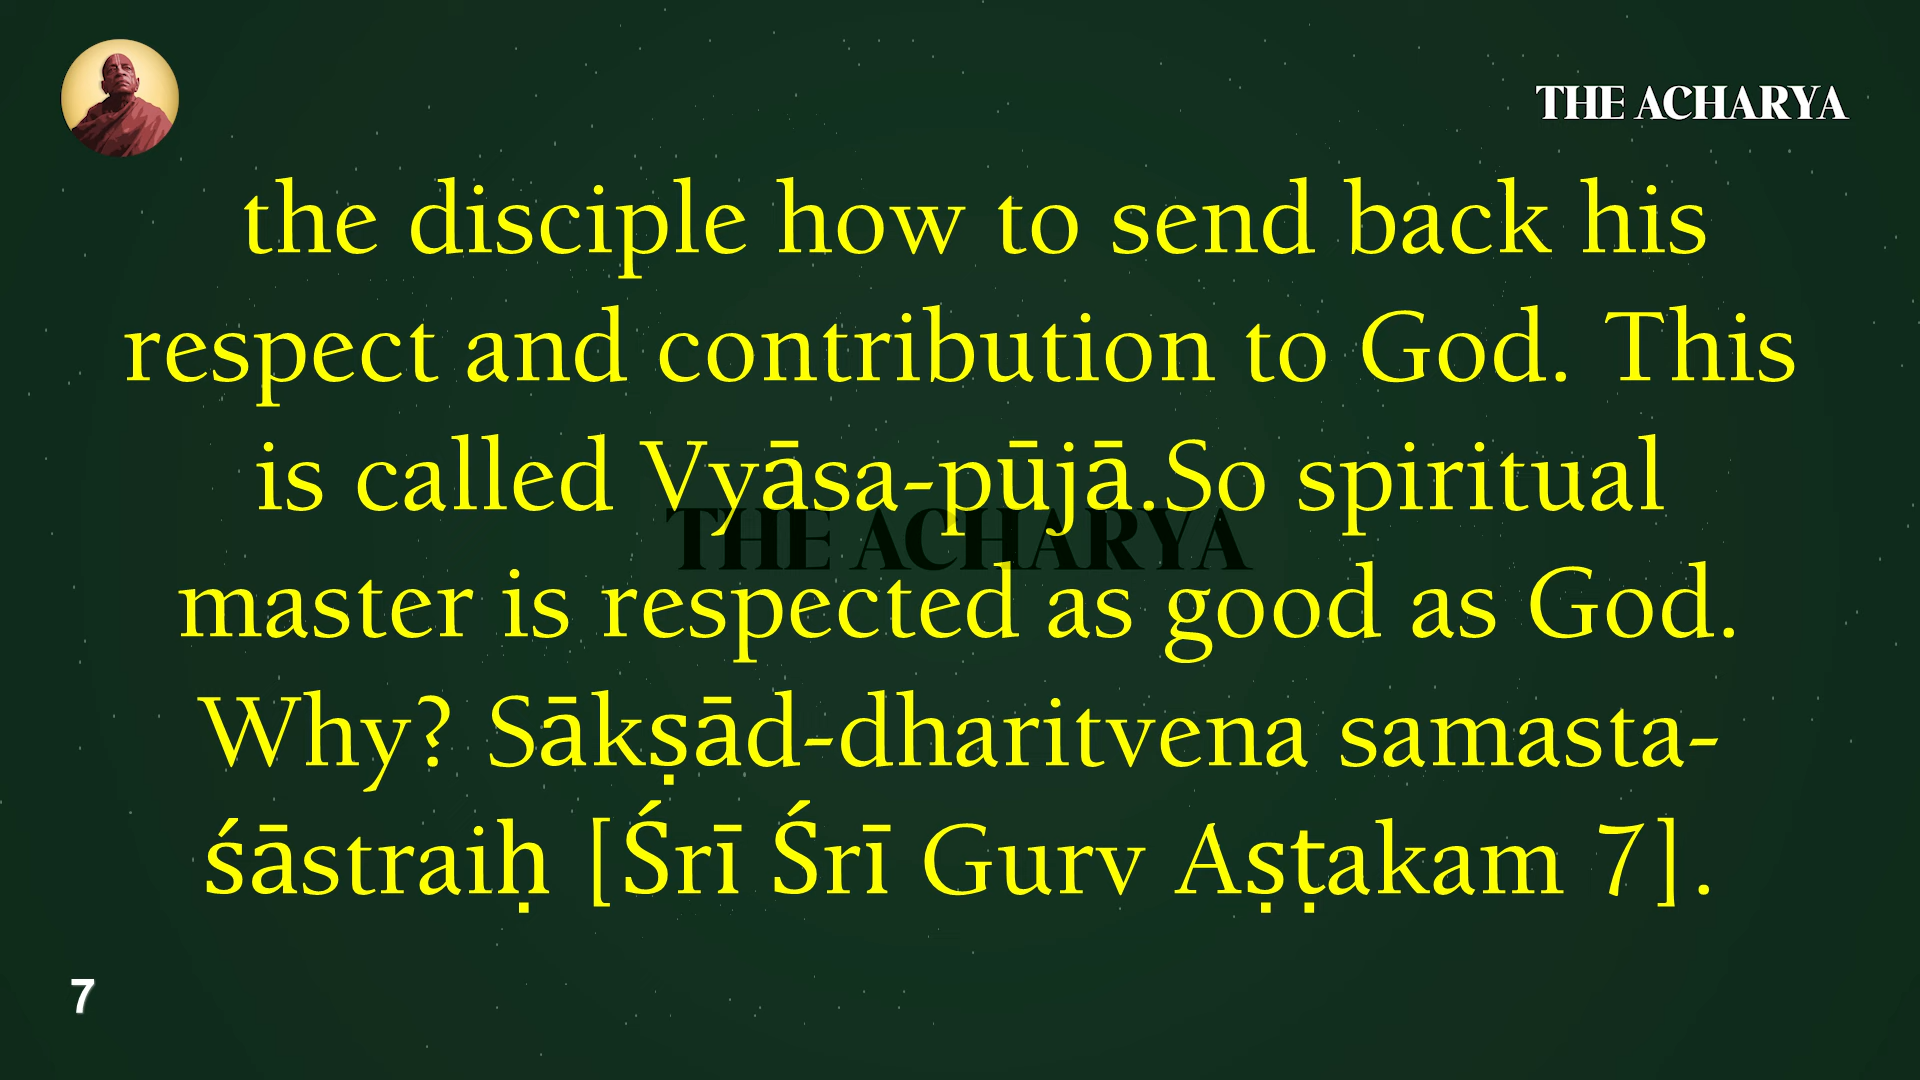 THE ACHARYA
the disciple how to send back his
respect and contribution to God. This
is called Vyāsa-pūjā.So spiritual
THE ACHARYA
master is respected as good as God.
Why? Sākṣād-dharitvena samasta-
śāstraiḥ [Śrī Śrī Gurv Aṣṭakam 7].
7